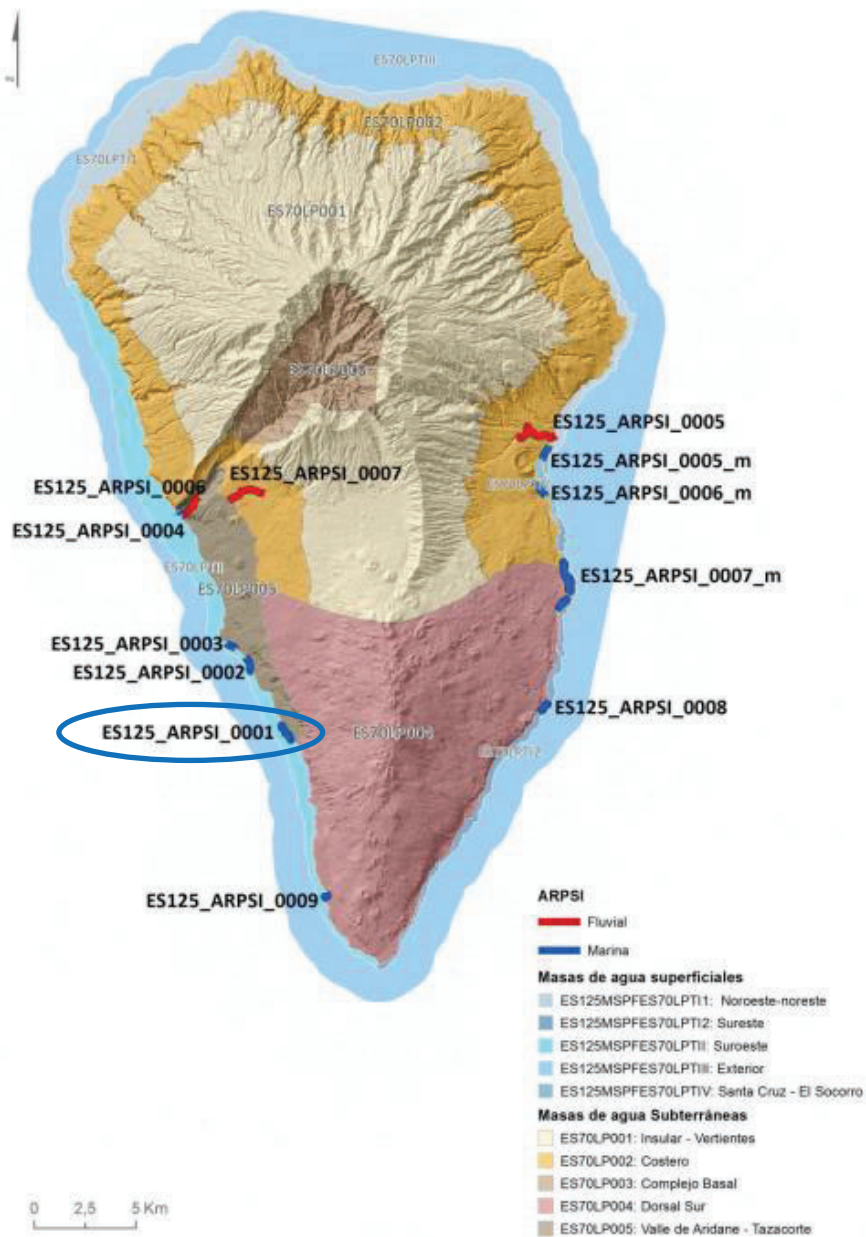 ES70LPTIII
ES70LP002
ES70LPTI1
ES70LP001
ES125_ARPSI_0005
ES125_ARPSI_0005_m
ES125_ARPSI_0007
ES125_ARPSI_0006
ES125_ARPSI_0006_m
ES125_ARPSI_0004
ES70LPTII
ES125_ARPSI_0007_m
ES70LP005
ES125_ARPSI_0003
ES125_ARPSI_0002
ES125_ARPSI_0008
ES125_ARPSI_0001
ES70LPTI2
ES125_ARPSI_0009
ARPSI
Fluvial
Marina
Masas de agua superficiales
ES125MSPFES70LPTI1: Noroeste-noreste
ES125MSPFES70LPTI2: Sureste
ES125MSPFES70LPTII: Suroeste
ES125MSPFES70LPTIII: Exterior
ES125MSPFES70LPTIV: Santa Cruz - El Socorro
Masas de agua Subterráneas
ES70LP001: Insular - Vertientes
ES70LP002: Costero
ES70LP003: Complejo Basal
ES70LP004: Dorsal Sur
ES70LP005: Valle de Aridane - Tazacorte
0 2,5 5 Km